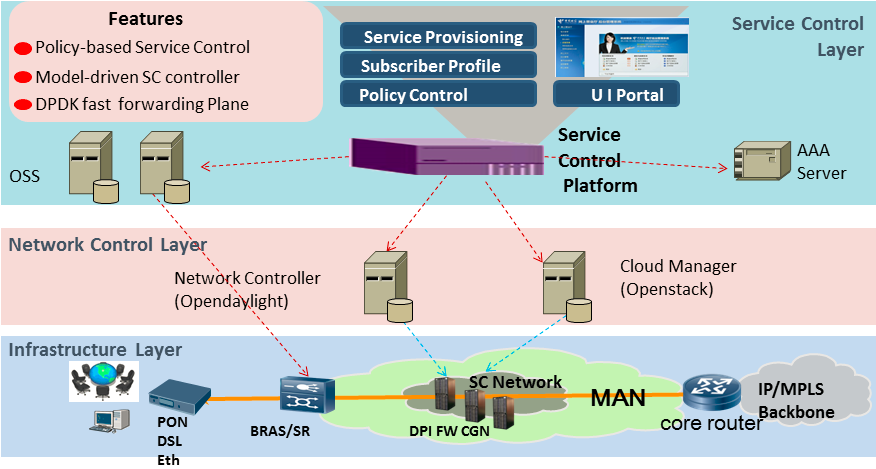 Features
Policy-based Service Control
Model-driven SC controller
DPDK fast forwarding Plane
Service Provisioning
Subscriber Profile
Policy Control
U I Portal
Service Control
Layer
OSS
Service
Control
Platform
AAA
Server
Network Control Layer
Network Controller
(Opendaylight)
Cloud Manager
(Openstack)
Infrastructure Layer
PON
DSL
Eth
BRAS/SR
SC Network
DPI FW CGN
MAN
core router
IP/MPLS
Backbone